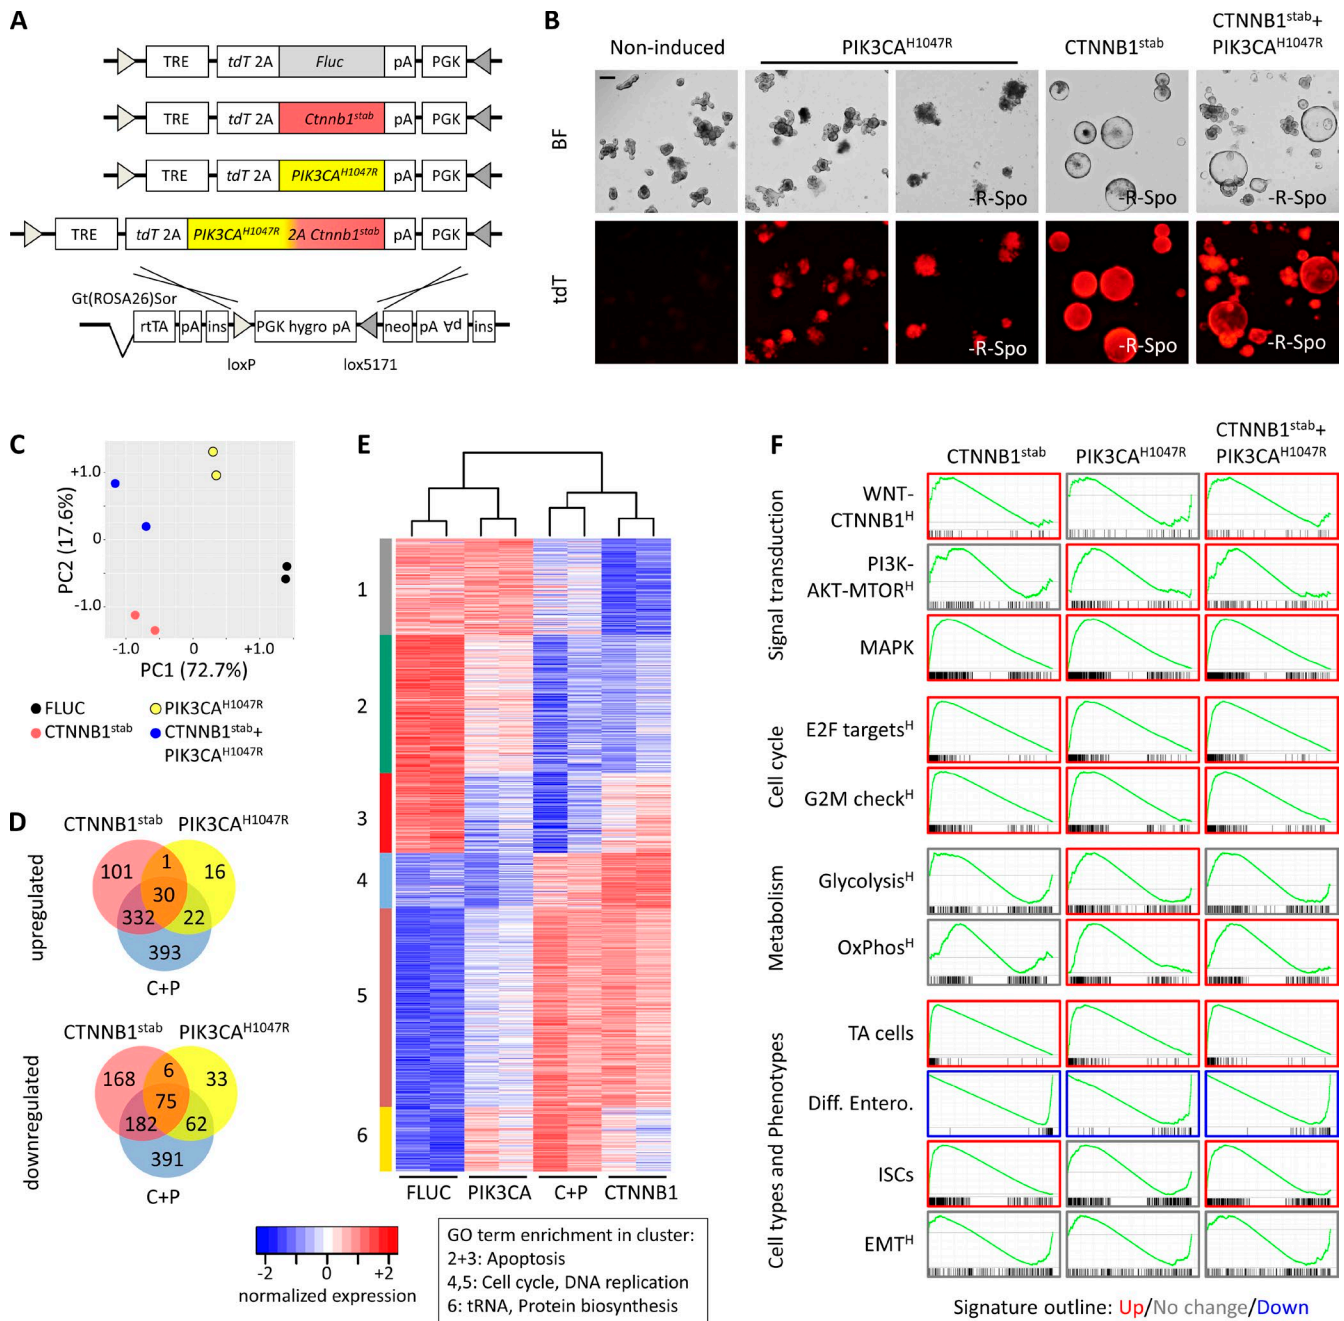 A
TRE tdT 2A Fluc pA PGK
TRE tdT 2A Ctnnb1stab pA PGK
TRE tdT 2A PIK3CAH1047R pA PGK
TRE tdT 2A PIK3CAH1047R 2A Ctnnb1stab pA PGK
Gt(ROSA26)Sor
rtTA pA ins PGK hygro pA neo pA pA ins
loxP lox5171
B
Non-induced PIK3CAH1047R CTNNB1stab CTNNB1stab+
PIK3CAH1047R
BF
-R-Spo -R-Spo -R-Spo
tdT
-R-Spo -R-Spo -R-Spo
C
PC2 (17.6%)
+1.0
0
-1.0
-1.0 0 +1.0
PC1 (72.7%)
FLUC PIK3CAH1047R
CTNNB1stab CTNNB1stab+
PIK3CAH1047R
D
CTNNB1stab PIK3CAH1047R
upregulated
101 1 16
30
332 22
393
C+P
CTNNB1stab PIK3CAH1047R
downregulated
168 6 33
75
182 62
391
C+P
E
1
2
3
4
5
6
FLUC PIK3CA C+P CTNNB1
-2 0 +2
normalized expression
GO term enrichment in cluster:
2+3: Apoptosis
4,5: Cell cycle, DNA replication
6: tRNA, Protein biosynthesis
F
CTNNB1stab PIK3CAH1047R CTNNB1stab+
PIK3CAH1047R
Signal transduction
WNT-
CTNNB1H
PI3K-
AKT-MTORH
MAPK
Cell cycle
E2F targetsH
G2M checkH
Metabolism
GlycolysisH
OxPhosH
Cell types and Phenotypes
TA cells
Diff. Entero.
ISCs
EMTH
Signature outline: Up/No change/Down